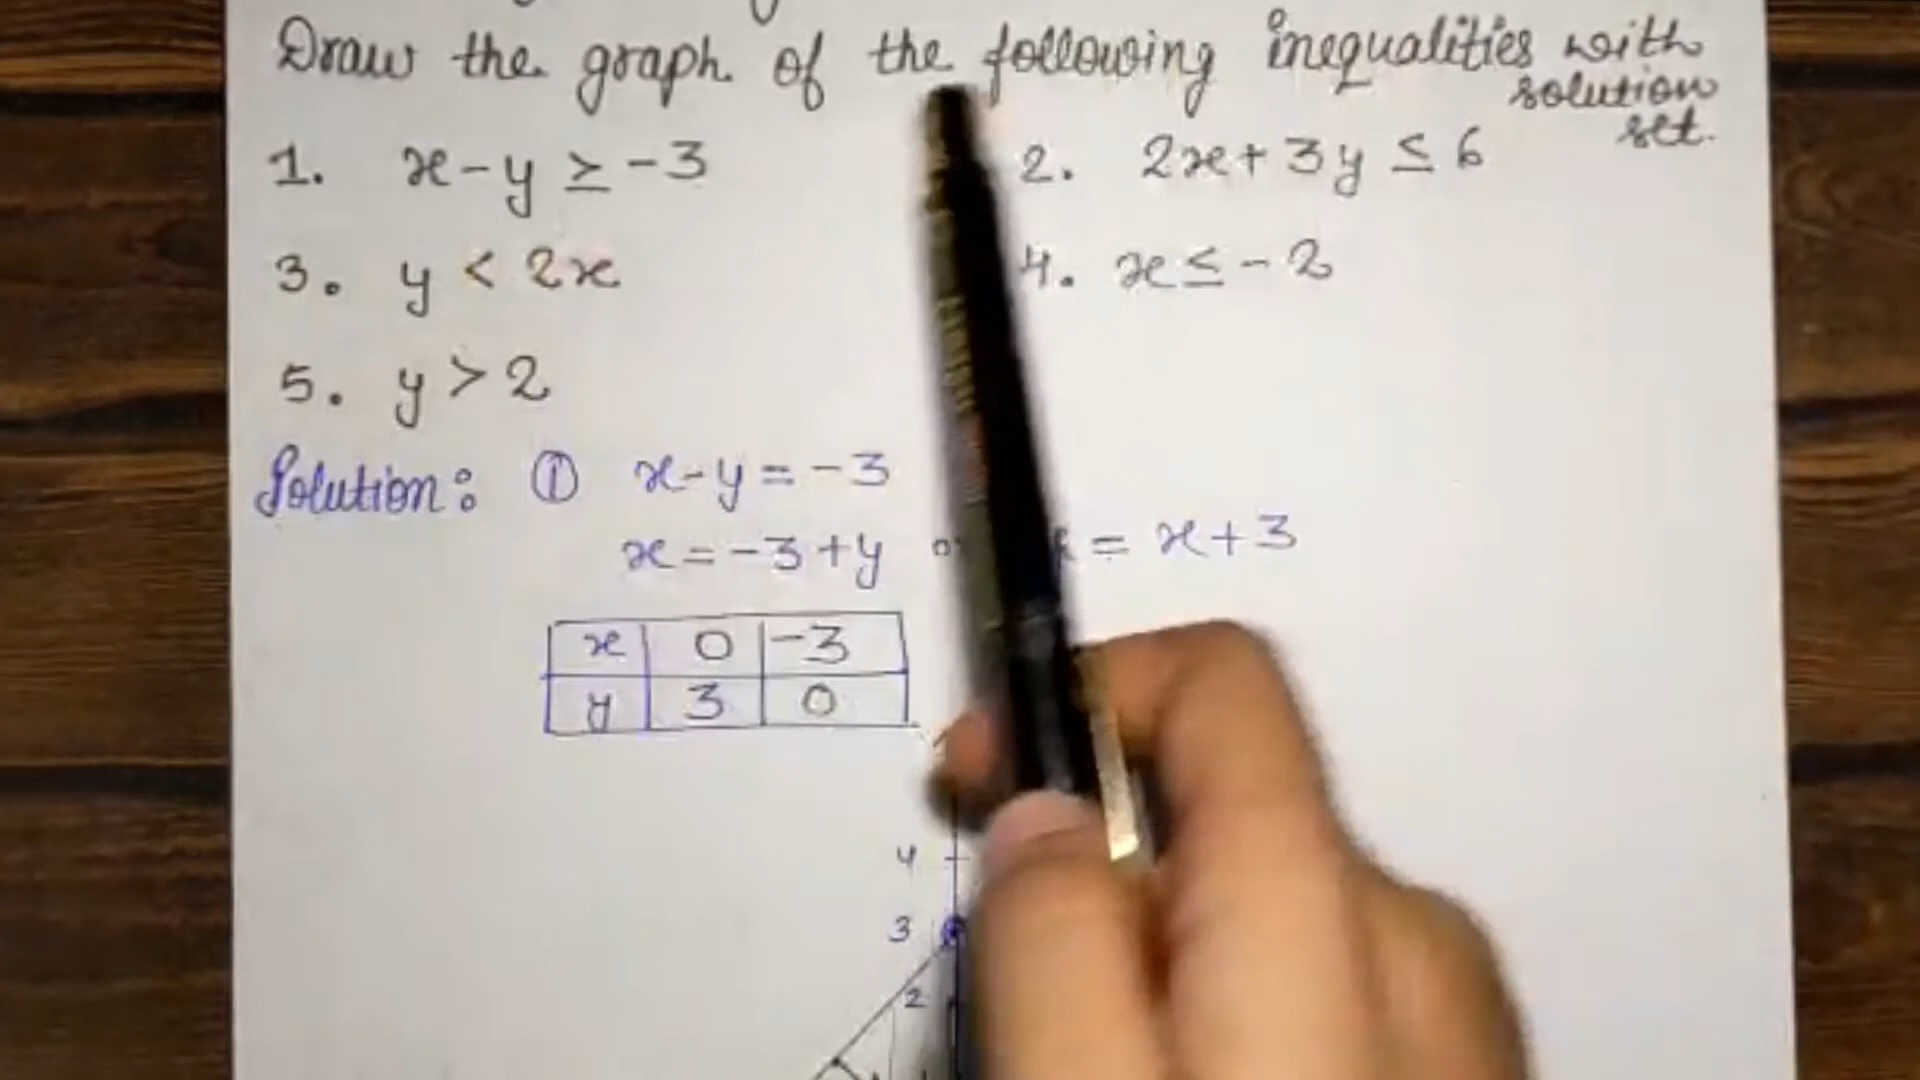 Draw the graph of the following inequalities with
solution
set.
1. x-y ≥ -3
2. 2x+3y ≤ 6
3. y < 2x
4. x ≤ -2
5. y > 2
Solution: ① x-y = -3
x = -3+y = x+3
x 0 -3
y 3 0
4
3
2